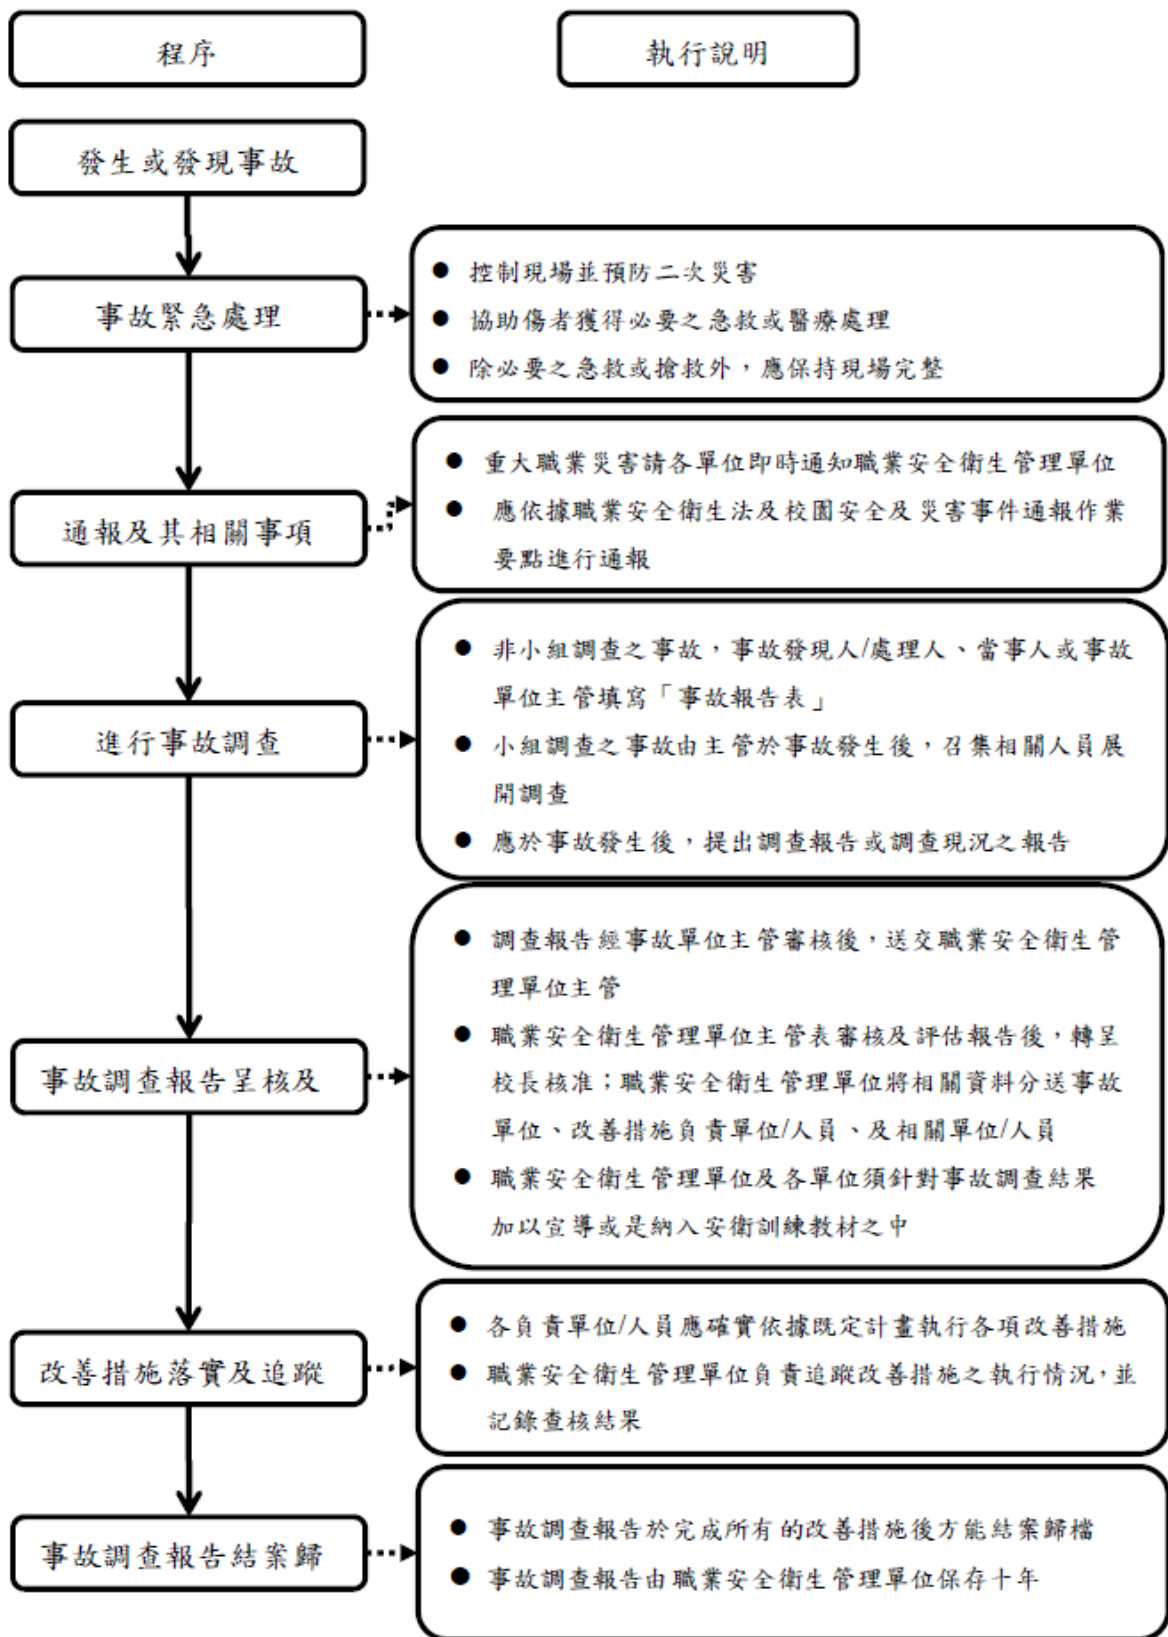 程序
執行說明
發生或發現事故
事故緊急處理
● 控制現場並預防二次災害
● 協助傷者獲得必要之急救或醫療處理
● 除必要之急救或搶救外，應保持現場完整
通報及其相關事項
● 重大職業災害請各單位即時通知職業安全衛生管理單位
● 應依據職業安全衛生法及校園安全及災害事件通報作業
要點進行通報
進行事故調查
● 非小組調查之事故，事故發現人/處理人、當事人或事故
單位主管填寫「事故報告表」
● 小組調查之事故由主管於事故發生後，召集相關人員展
開調查
● 應於事故發生後，提出調查報告或調查現況之報告
事故調查報告呈核及
● 調查報告經事故單位主管審核後，送交職業安全衛生管
理單位主管
● 職業安全衛生管理單位主管表審核及評估報告後，轉呈
校長核准；職業安全衛生管理單位將相關資料分送事故
單位、改善措施負責單位/人員、及相關單位/人員
● 職業安全衛生管理單位及各單位須針對事故調查結果
加以宣導或是納入安衛訓練教材之中
改善措施落實及追蹤
● 各負責單位/人員應確實依據既定計畫執行各項改善措施
● 職業安全衛生管理單位負責追蹤改善措施之執行情況，並
記錄查核結果
事故調查報告結案歸
● 事故調查報告於完成所有的改善措施後方能結案歸檔
● 事故調查報告由職業安全衛生管理單位保存十年